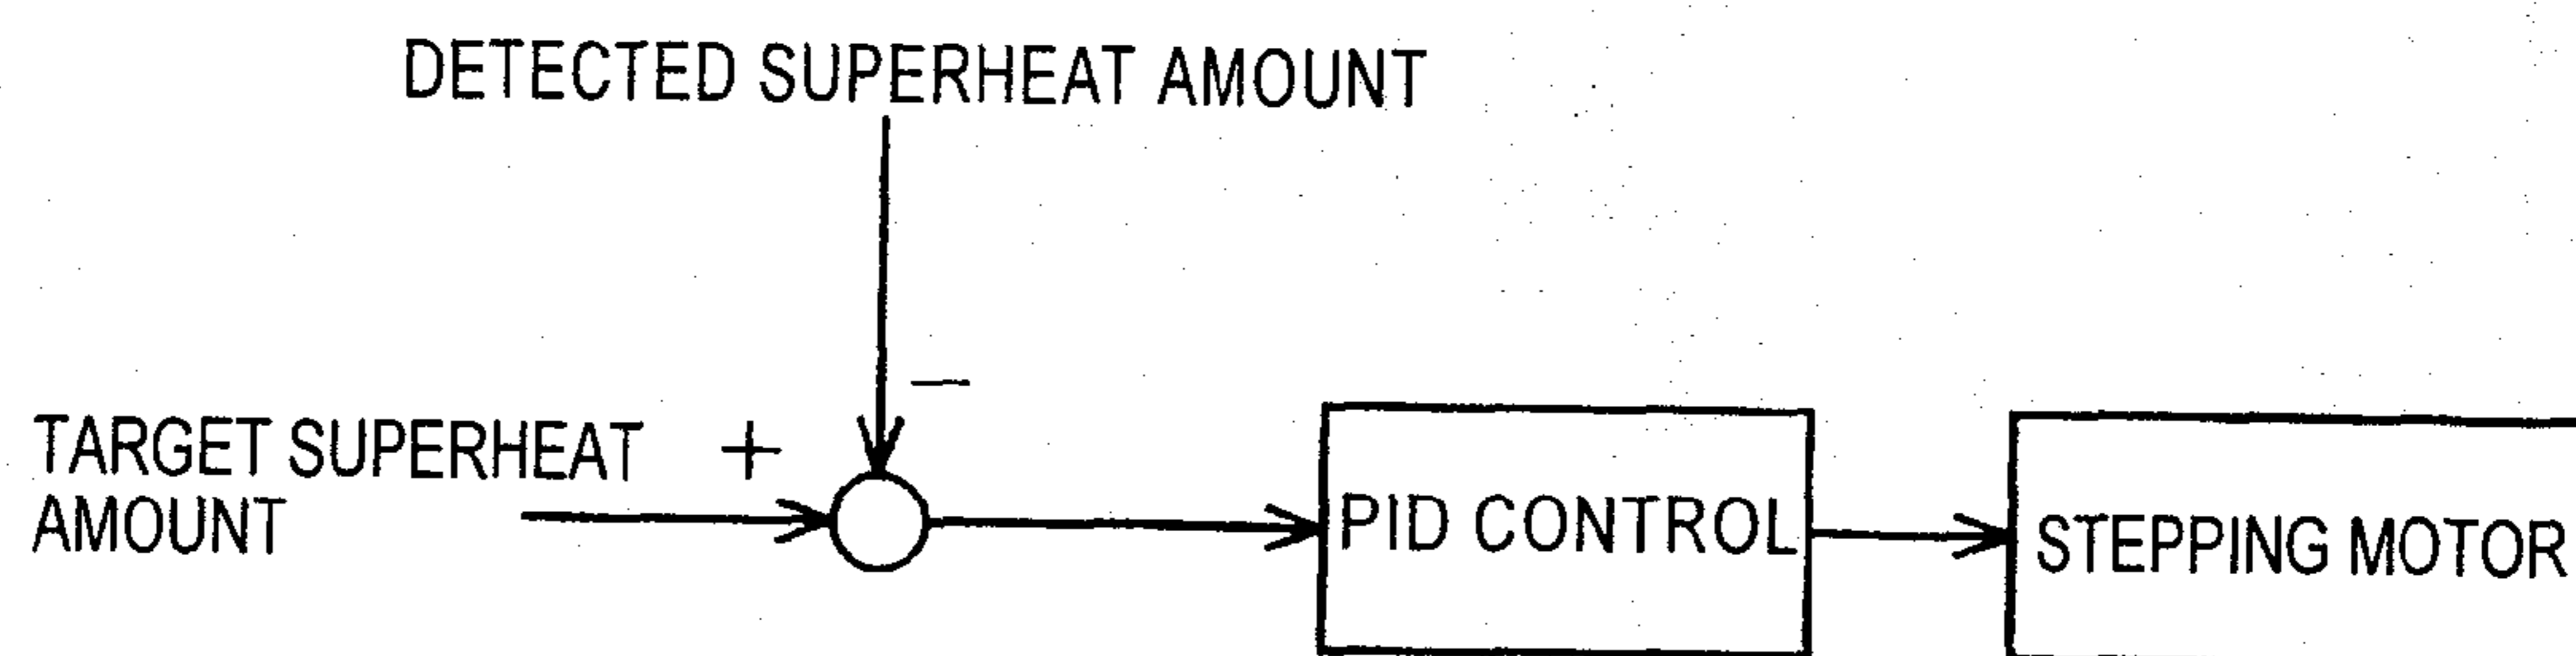 DETECTED SUPERHEAT AMOUNT
−
TARGET SUPERHEAT +
AMOUNT
PID CONTROL
STEPPING MOTOR